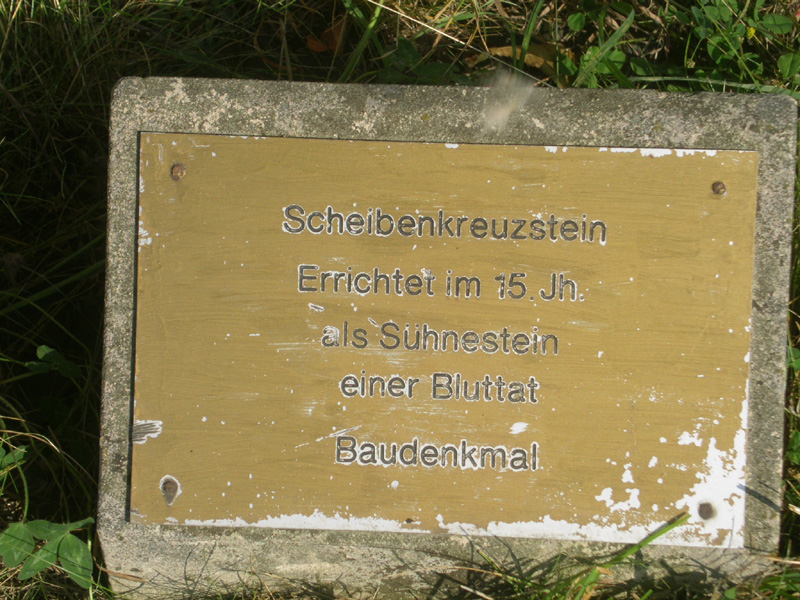 Scheibenkreuzstein
Errichtet im 15. Jh.
als Sühnestein
einer Bluttat
Baudenkmal